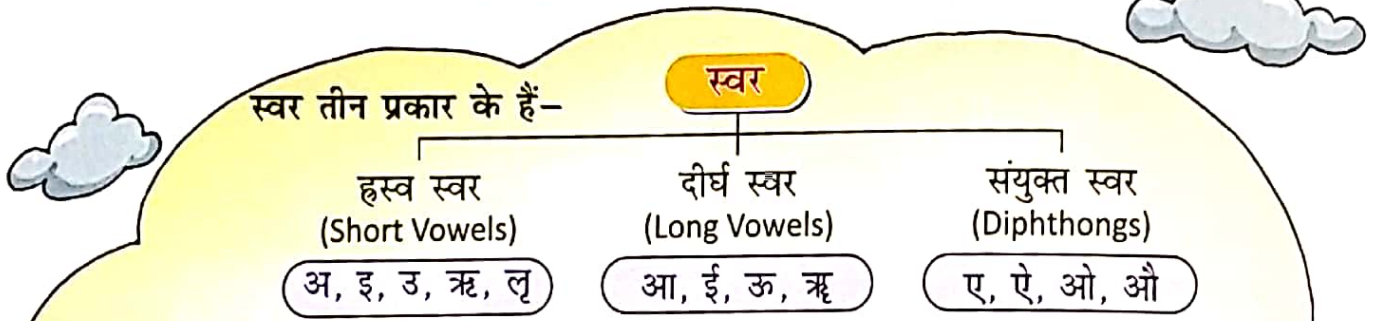 स्वर
स्वर तीन प्रकार के हैं–
ह्रस्व स्वर
(Short Vowels)
अ, इ, उ, ऋ, लृ
दीर्घ स्वर
(Long Vowels)
आ, ई, ऊ, ॠ
संयुक्त स्वर
(Diphthongs)
ए, ऐ, ओ, औ